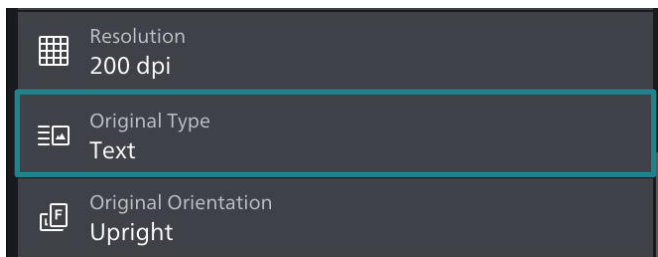 Resolution
200 dpi
Original Type
Text
Original Orientation
Upright